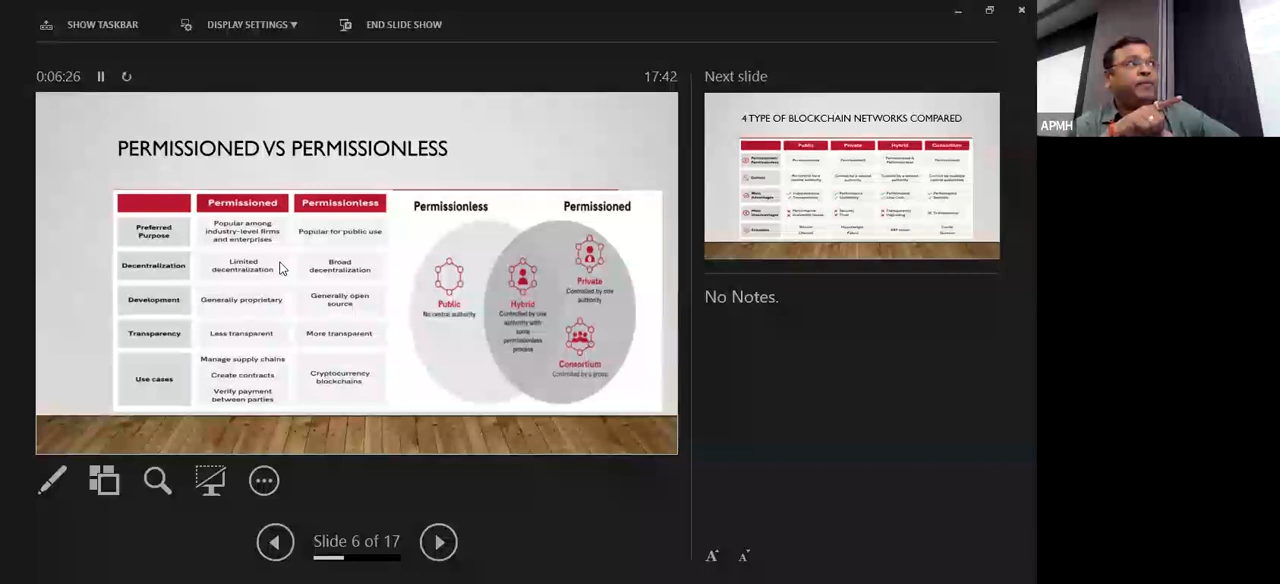 SHOW TASKBAR
DISPLAY SETTINGS ▼
END SLIDE SHOW
0:06:26
17:42
Next slide
PERMISSIONED VS PERMISSIONLESS
Permissioned
Permissionless
Preferred
Purpose
Popular among
industry-level firms
and enterprises
Popular for public use
Decentralization
Limited
decentralization
Broad
decentralization
Development
Generally proprietary
Generally open
source
Transparency
Less transparent
More transparent
Use cases
Manage supply chains
Create contracts
Verify payment
between parties
Cryptocurrency
blockchains
Permissionless
Permissioned
Public
No central authority
Hybrid
Controlled by one
authority with
some
permissionless
process
Private
Controlled by one
authority
Consortium
Controlled by a group
4 TYPE OF BLOCKCHAIN NETWORKS COMPARED
Public
Private
Hybrid
Consortium
No Notes.
Slide 6 of 17
A
A
APMH